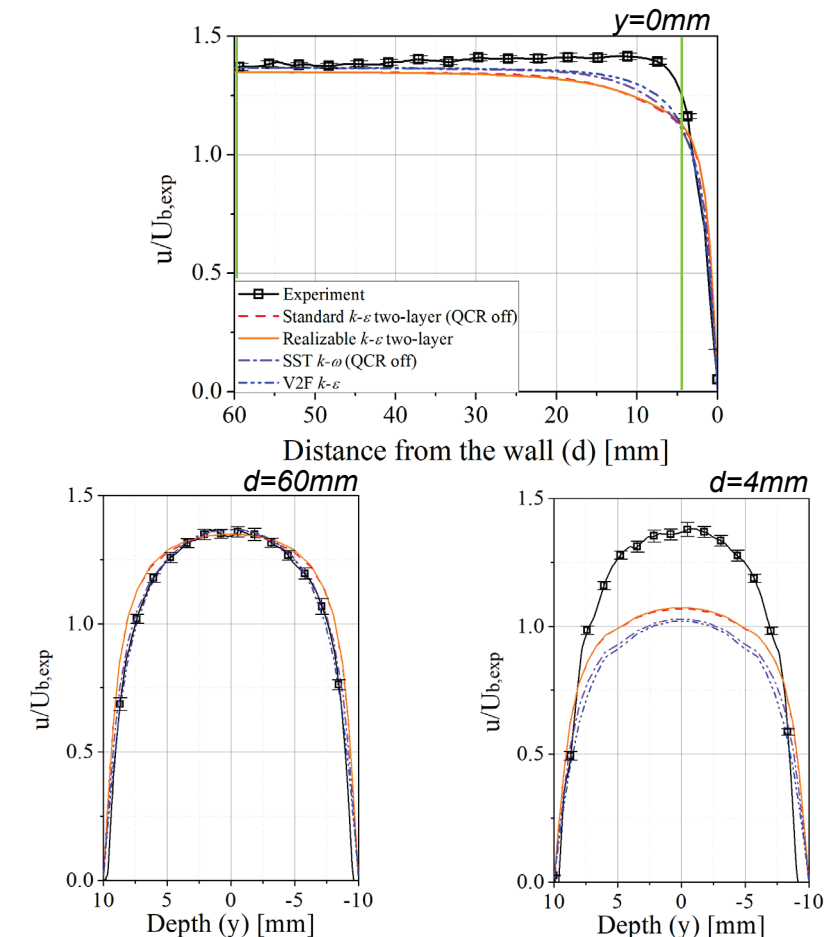 y=0mm
1.5
1.0
0.5
0.0
u/Ub,exp
Experiment
Standard k-ε two-layer (QCR off)
Realizable k-ε two-layer
SST k-ω (QCR off)
V2F k-ε
60 50 40 30 20 10 0
Distance from the wall (d) [mm]
d=60mm
1.5
1.0
0.5
0.0
u/Ub,exp
10 5 0 -5 -10
Depth (y) [mm]
d=4mm
1.5
1.0
0.5
0.0
u/Ub,exp
10 5 0 -5 -10
Depth (y) [mm]